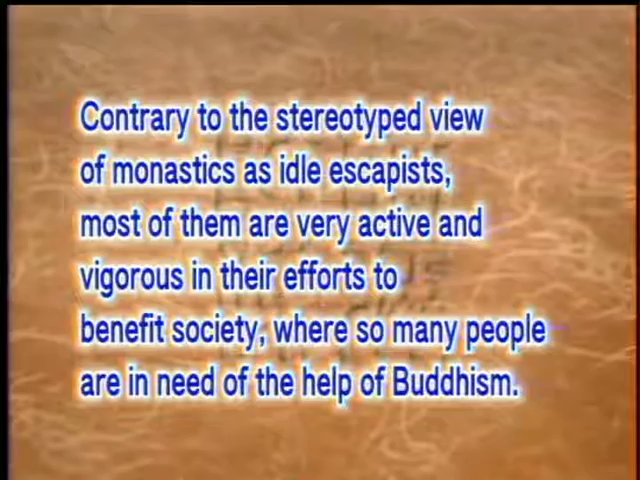 Contrary to the stereotyped view
of monastics as idle escapists,
most of them are very active and
vigorous in their efforts to
benefit society, where so many people
are in need of the help of Buddhism.